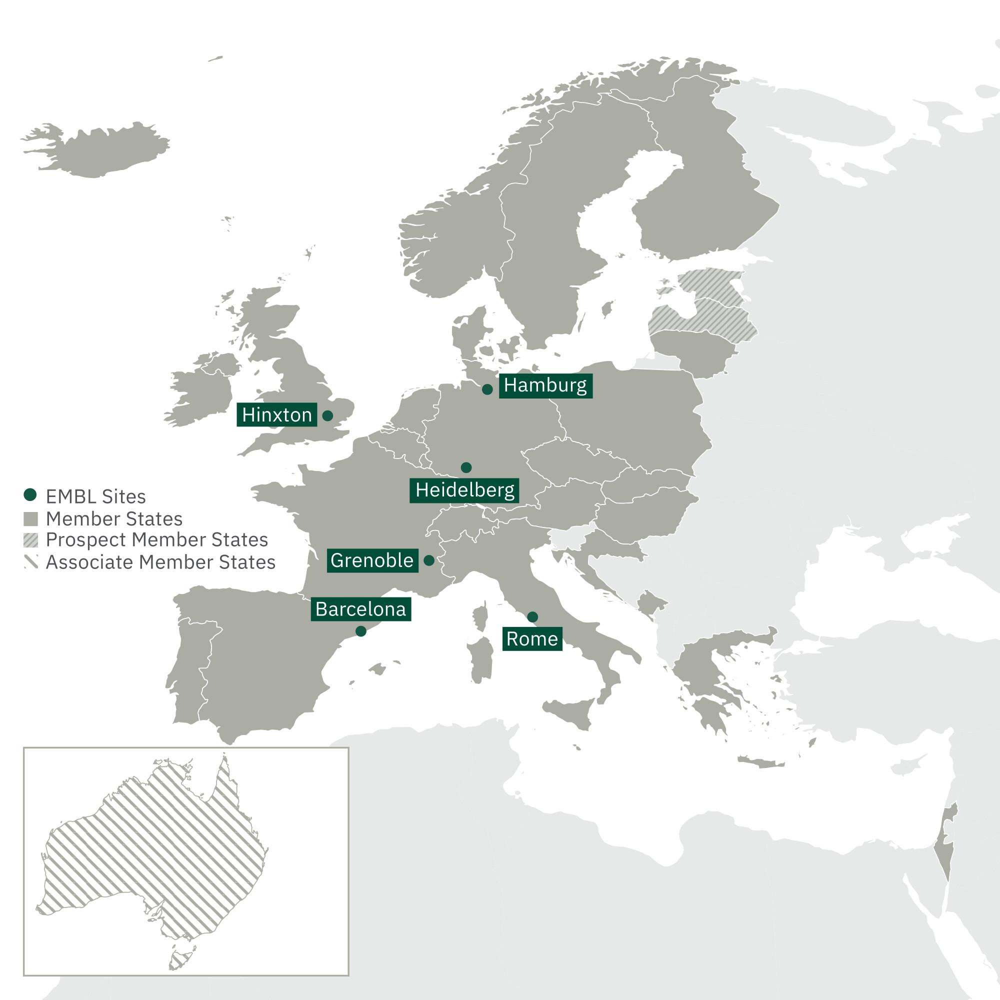 Hamburg
Hinxton
Heidelberg
EMBL Sites
Member States
Prospect Member States
Associate Member States
Grenoble
Barcelona
Rome